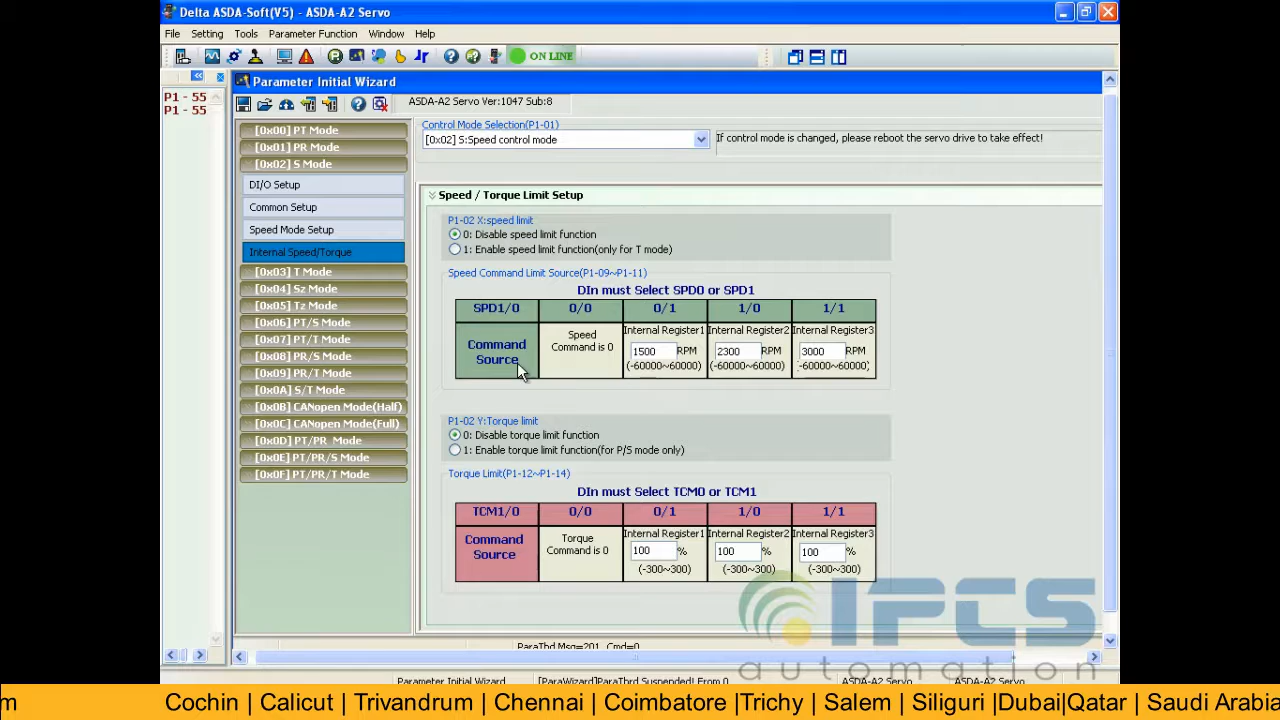 Delta ASDA-Soft(V5) - ASDA-A2 Servo
File Setting Tools Parameter Function Window Help
ON LINE
P1 - 55
P1 - 55
Parameter Initial Wizard
ASDA-A2 Servo Ver:1047 Sub:8
[0x00] PT Mode
[0x01] PR Mode
[0x02] S Mode
DI/O Setup
Common Setup
Speed Mode Setup
Internal Speed/Torque
[0x03] T Mode
[0x04] Sz Mode
[0x05] Tz Mode
[0x06] PT/S Mode
[0x07] PT/T Mode
[0x08] PR/S Mode
[0x09] PR/T Mode
[0x0A] S/T Mode
[0x0B] CANopen Mode(Half)
[0x0C] CANopen Mode(Full)
[0x0D] PT/PR Mode
[0x0E] PT/PR/S Mode
[0x0F] PT/PR/T Mode
Control Mode Selection(P1-01)
[0x02] S:Speed control mode
If control mode is changed, please reboot the servo drive to take effect!
Speed / Torque Limit Setup
P1-02 X:speed limit
0: Disable speed limit function
1: Enable speed limit function(only for T mode)
Speed Command Limit Source(P1-09~P1-11)
DIn must Select SPD0 or SPD1
SPD1/0 0/0 0/1 1/0 1/1
Command Source
Speed Command is 0
Internal Register1 Internal Register2 Internal Register3
1500 RPM 2300 RPM 3000 RPM
(-60000~60000) (-60000~60000) (-60000~60000)
P1-02 Y:Torque limit
0: Disable torque limit function
1: Enable torque limit function(for P/S mode only)
Torque Limit(P1-12~P1-14)
DIn must Select TCM0 or TCM1
TCM1/0 0/0 0/1 1/0 1/1
Command Source
Torque Command is 0
Internal Register1 Internal Register2 Internal Register3
100 % 100 % 100 %
(-300~300) (-300~300) (-300~300)
IPCS
automation
ParaThd Msg=201, Cmd=0
Parameter Initial Wizard [ParaWizard]ParaThrd Suspended! From 0 ASDA-A2 Servo ASDA-A2 Servo
m Cochin | Calicut | Trivandrum | Chennai | Coimbatore |Trichy | Salem | Siliguri |Dubai|Qatar | Saudi Arabia